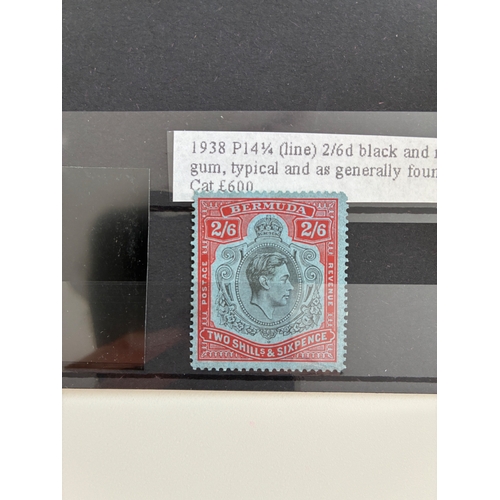 1938 P14¼ (line) 2/6d black and
gum, typical and as generally foun
Cat £600
BERMUDA
2/6 2/6
POSTAGE
REVENUE
TWO SHILLS & SIXPENCE